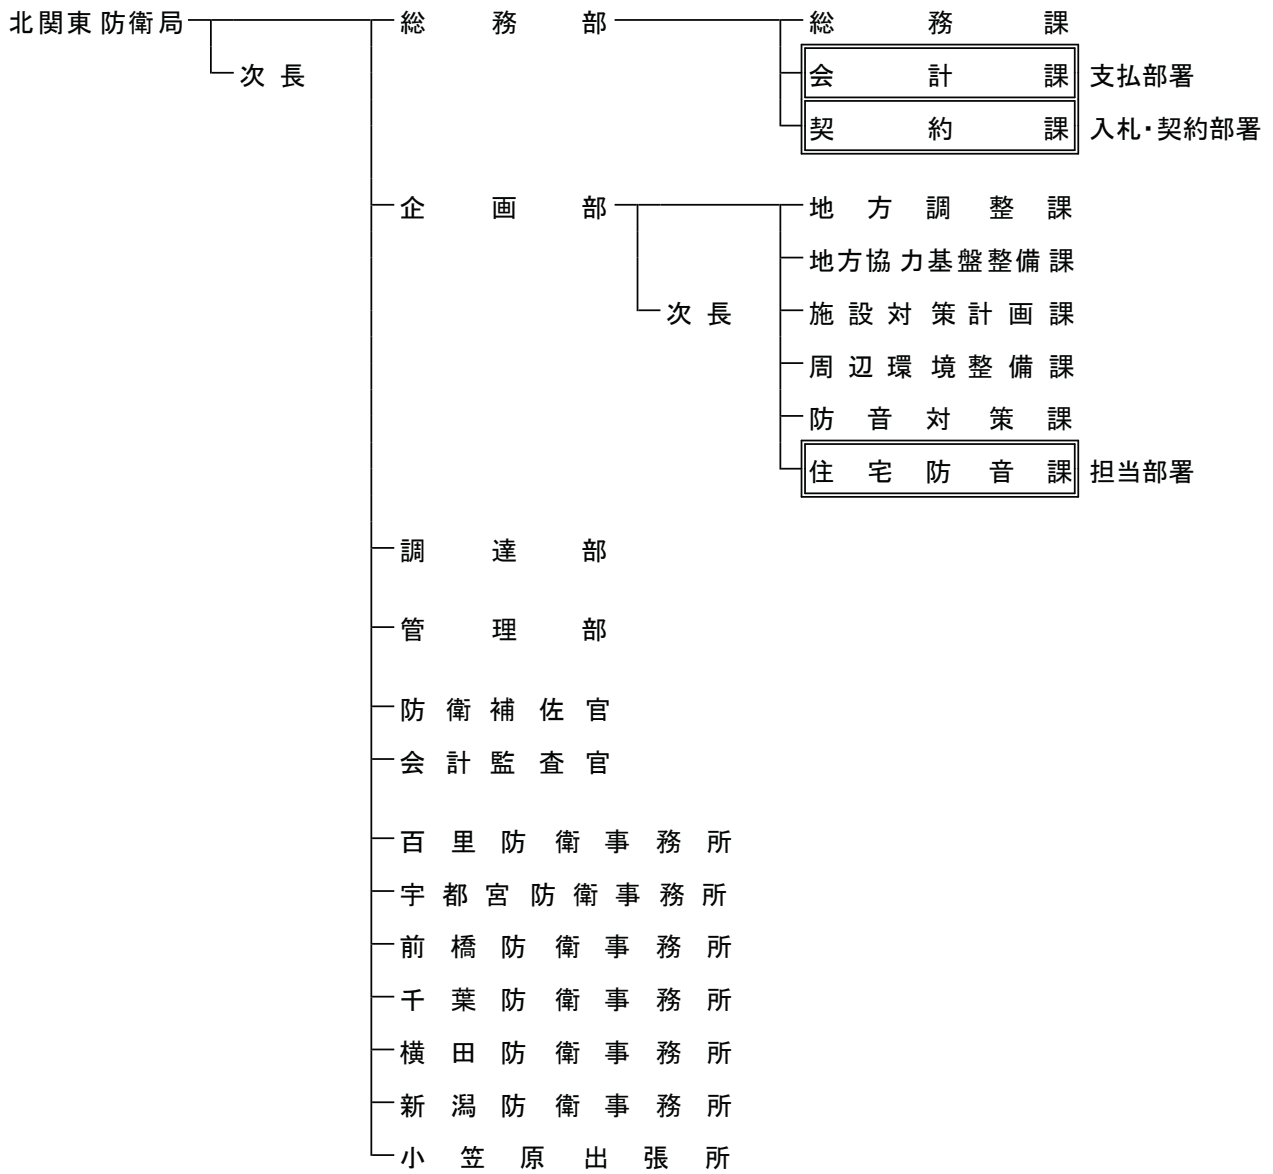 北関東防衛局 総務部 総務課
次長 会計課 支払部署
契約課 入札・契約部署
企画部 地方調整課
地方協力基盤整備課
次長 施設対策計画課
周辺環境整備課
防音対策課
住宅防音課 担当部署
調達部
管理部
防衛補佐官
会計監査官
百里防衛事務所
宇都宮防衛事務所
前橋防衛事務所
千葉防衛事務所
横田防衛事務所
新潟防衛事務所
小笠原出張所